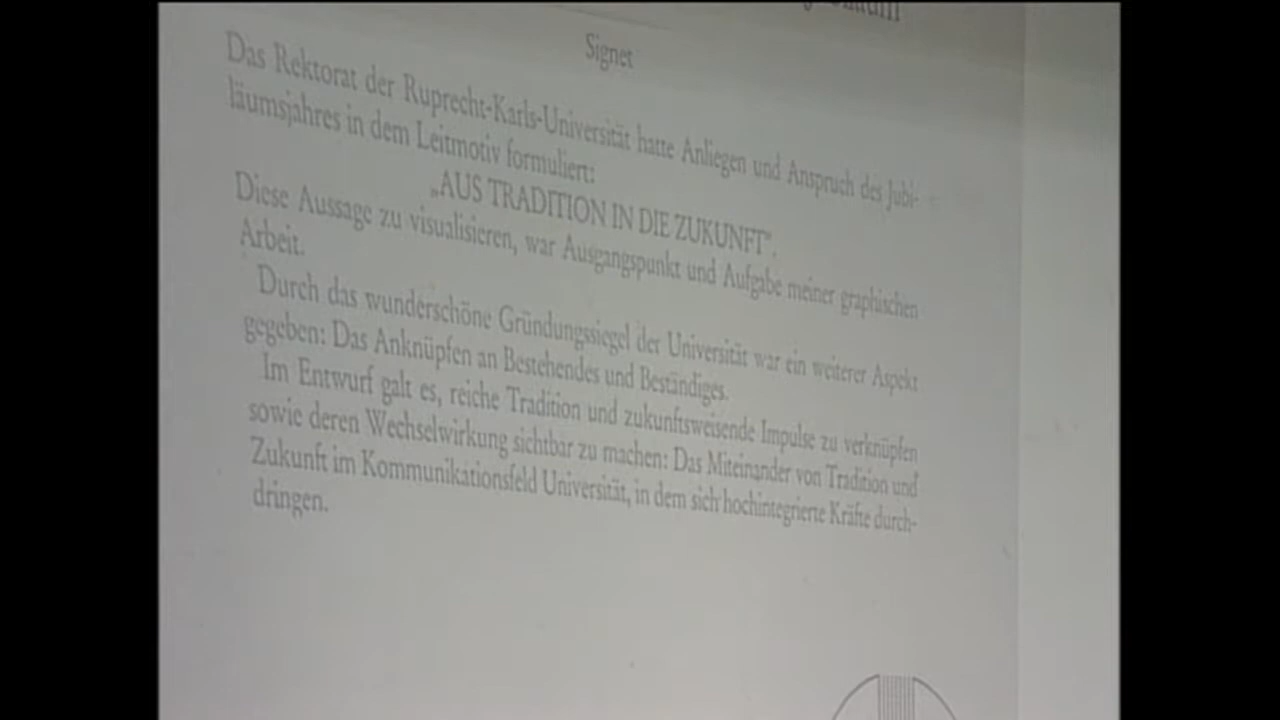 Signet
Das Rektorat der Ruprecht-Karls-Universität hatte Anliegen und Anspruch des Jubi-
läumsjahres in dem Leitmotiv formuliert:
„AUS TRADITION IN DIE ZUKUNFT".
Diese Aussage zu visualisieren, war Ausgangspunkt und Aufgabe meiner graphischen
Arbeit.
Durch das wunderschöne Gründungssiegel der Universität war ein weiterer Aspekt
gegeben: Das Anknüpfen an Bestehendes und Beständiges.
Im Entwurf galt es, reiche Tradition und zukunftsweisende Impulse zu verknüpfen
sowie deren Wechselwirkung sichtbar zu machen: Das Miteinander von Tradition und
Zukunft im Kommunikationsfeld Universität, in dem sich hochintegrierte Kräfte durch-
dringen.